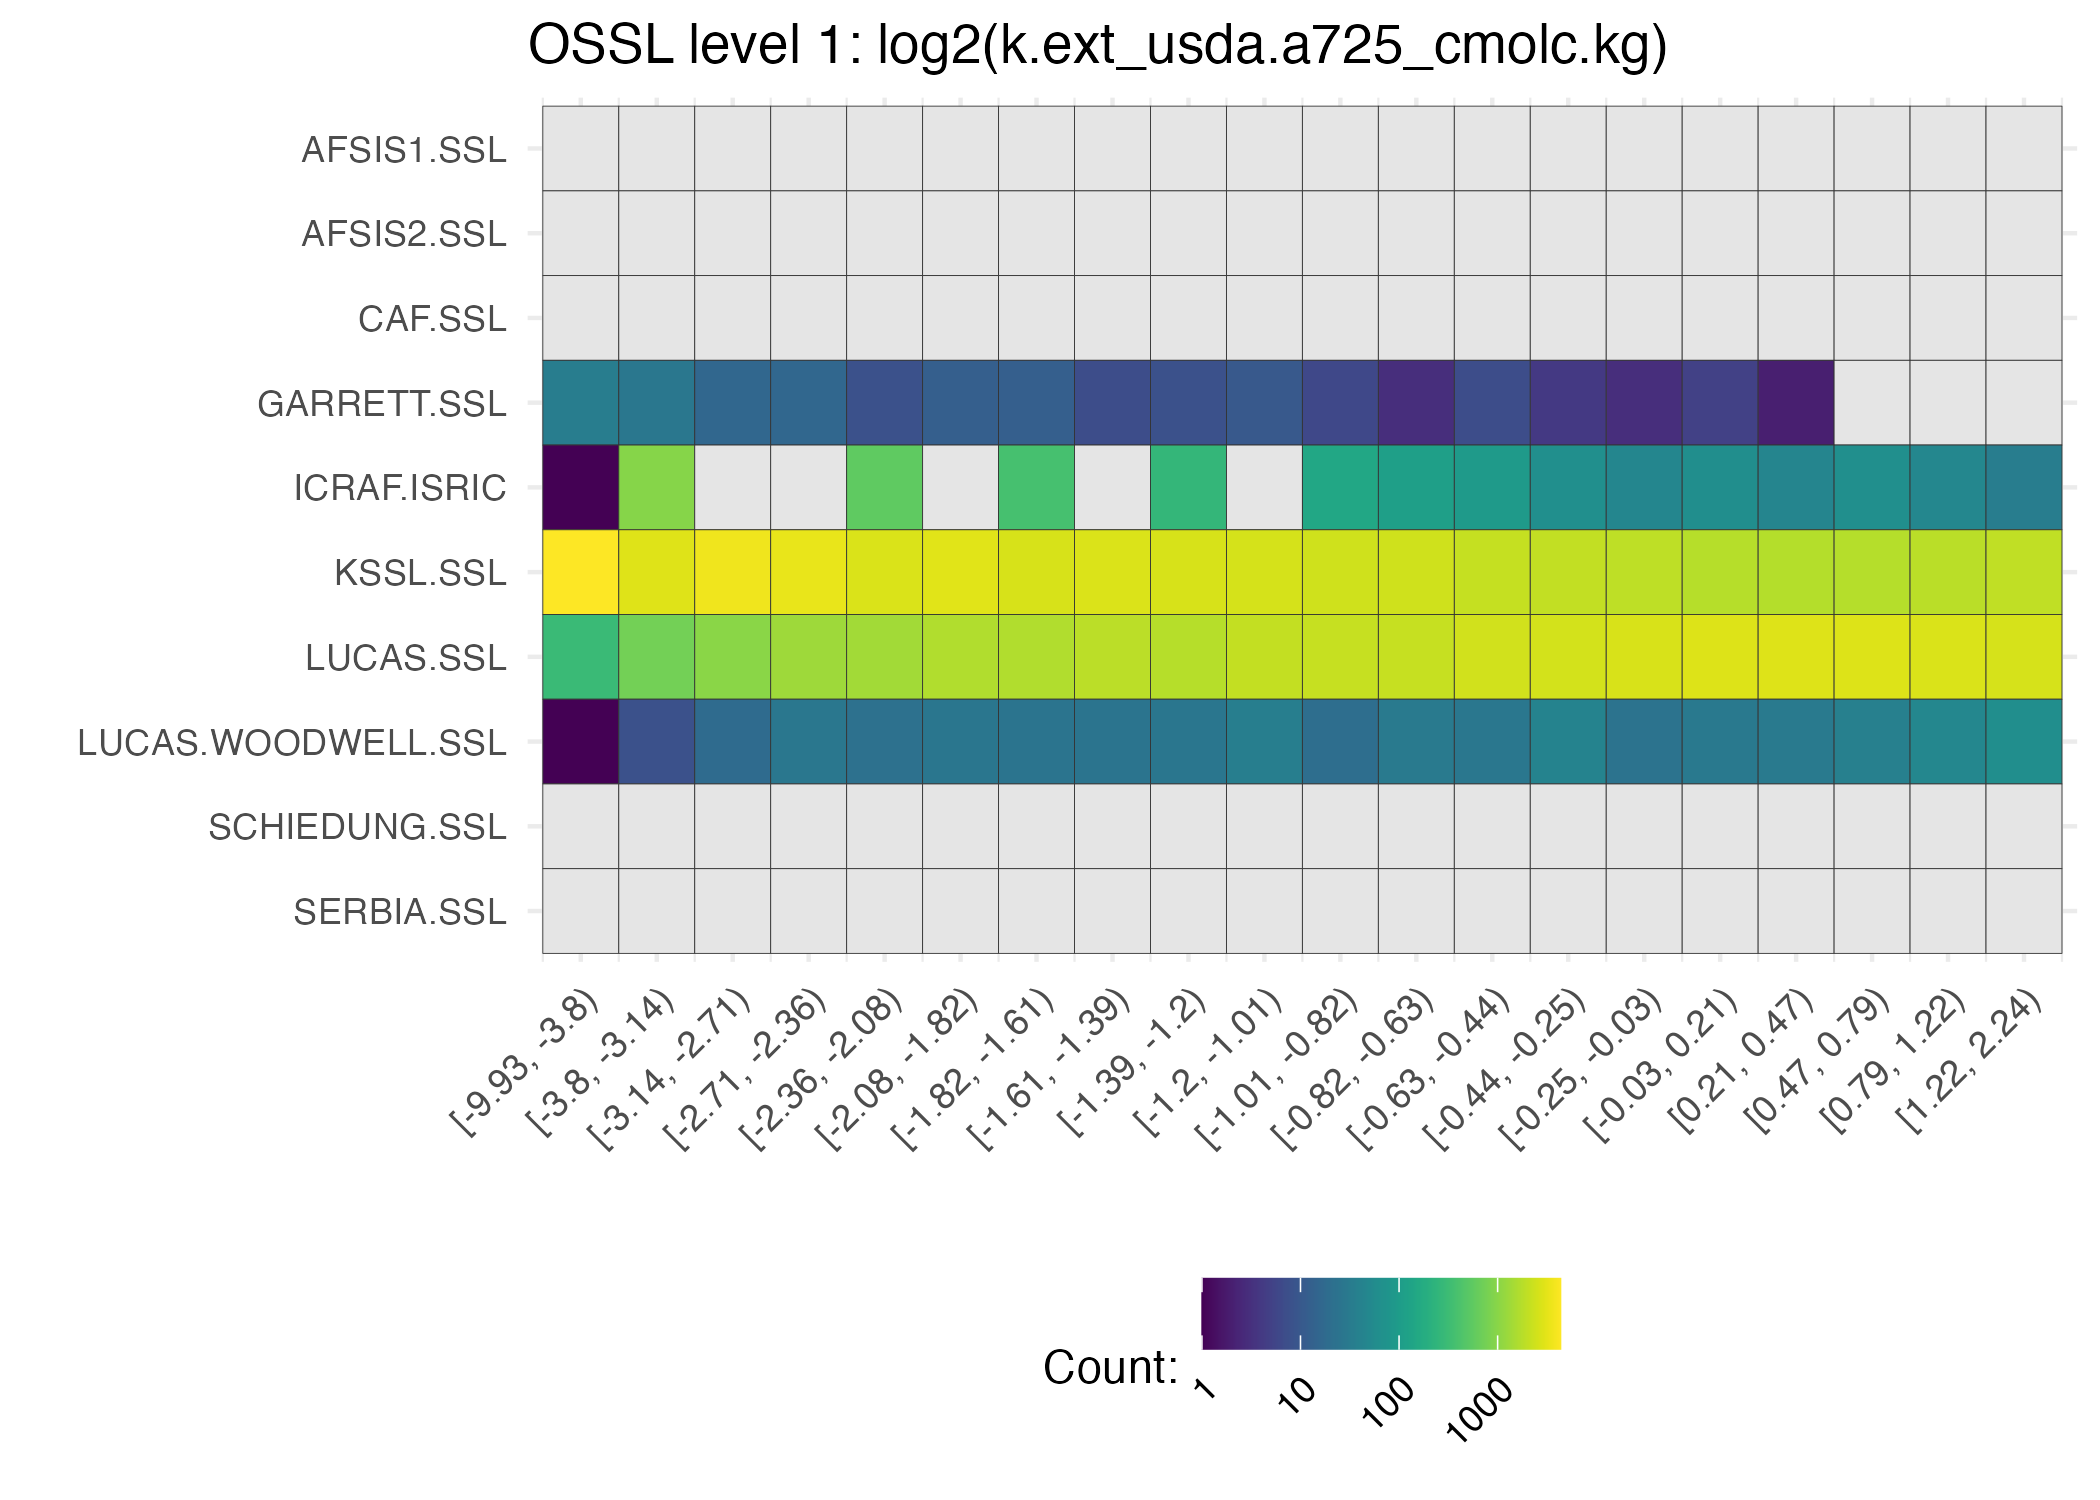 OSSL level 1: log2(k.ext_usda.a725_cmolc.kg)
AFSIS1.SSL
AFSIS2.SSL
CAF.SSL
GARRETT.SSL
ICRAF.ISRIC
KSSL.SSL
LUCAS.SSL
LUCAS.WOODWELL.SSL
SCHIEDUNG.SSL
SERBIA.SSL
[-9.93, -3.8)
[-3.8, -3.14)
[-3.14, -2.71)
[-2.71, -2.36)
[-2.36, -2.08)
[-2.08, -1.82)
[-1.82, -1.61)
[-1.61, -1.39)
[-1.39, -1.2)
[-1.2, -1.01)
[-1.01, -0.82)
[-0.82, -0.63)
[-0.63, -0.44)
[-0.44, -0.25)
[-0.25, -0.03)
[-0.03, 0.21)
[0.21, 0.47)
[0.47, 0.79)
[0.79, 1.22)
[1.22, 2.24)
Count:
1
10
100
1000